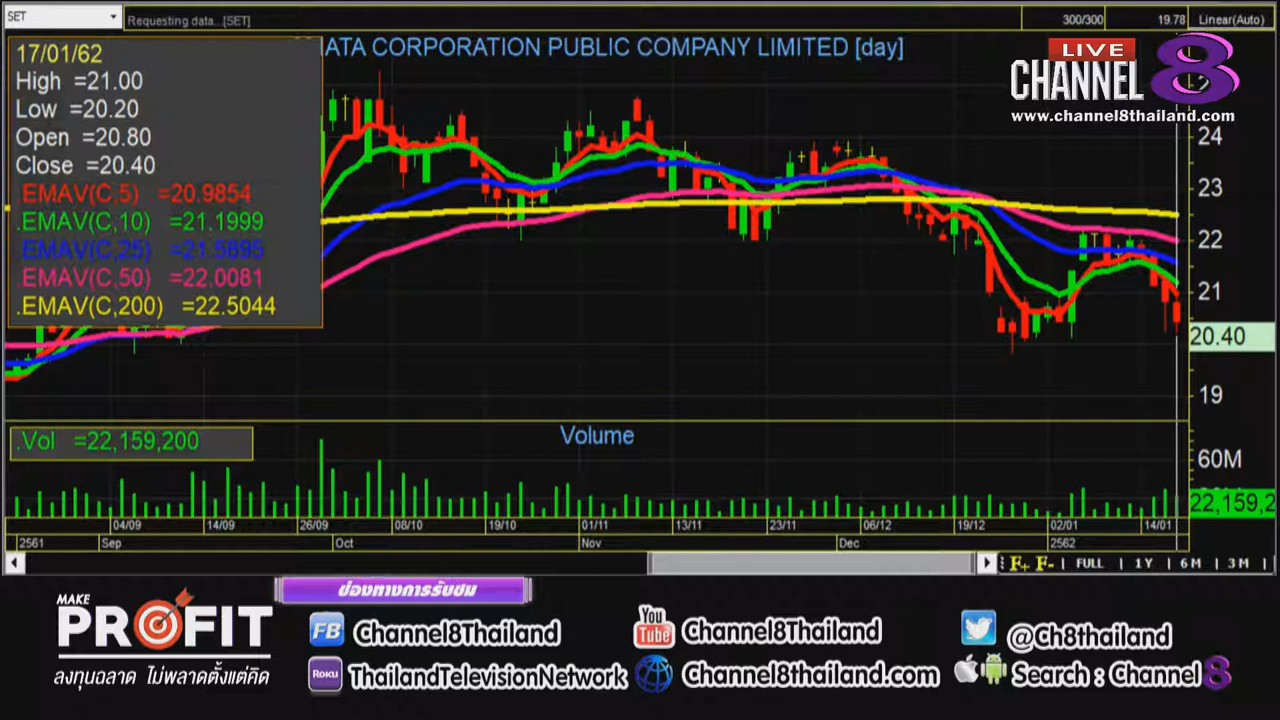 SET
Requesting data...[SET]
300/300
19.78
Linear(Auto)
ATA CORPORATION PUBLIC COMPANY LIMITED [day]
LIVE
CHANNEL 8
www.channel8thailand.com
17/01/62
High =21.00
Low =20.20
Open =20.80
Close =20.40
.EMAV(C,5) =20.9854
.EMAV(C,10) =21.1999
.EMAV(C,25) =21.5895
.EMAV(C,50) =22.0081
.EMAV(C,200) =22.5044
24
23
22
21
20.40
19
.Vol =22,159,200
Volume
60M
22,159,2
04/09 14/09 26/09 08/10 19/10 01/11 13/11 23/11 06/12 19/12 02/01 14/01
2561 Sep Oct Nov Dec 2562
F+ F- | FULL | 1Y | 6M | 3M |
MAKE
PROFIT
ลงทุนฉลาด ไม่พลาดตั้งแต่คิด
ช่องทางการรับชม
FB Channel8Thailand
You Tube Channel8Thailand
@Ch8thailand
Roku ThailandTelevisionNetwork
Channel8thailand.com
Search : Channel 8